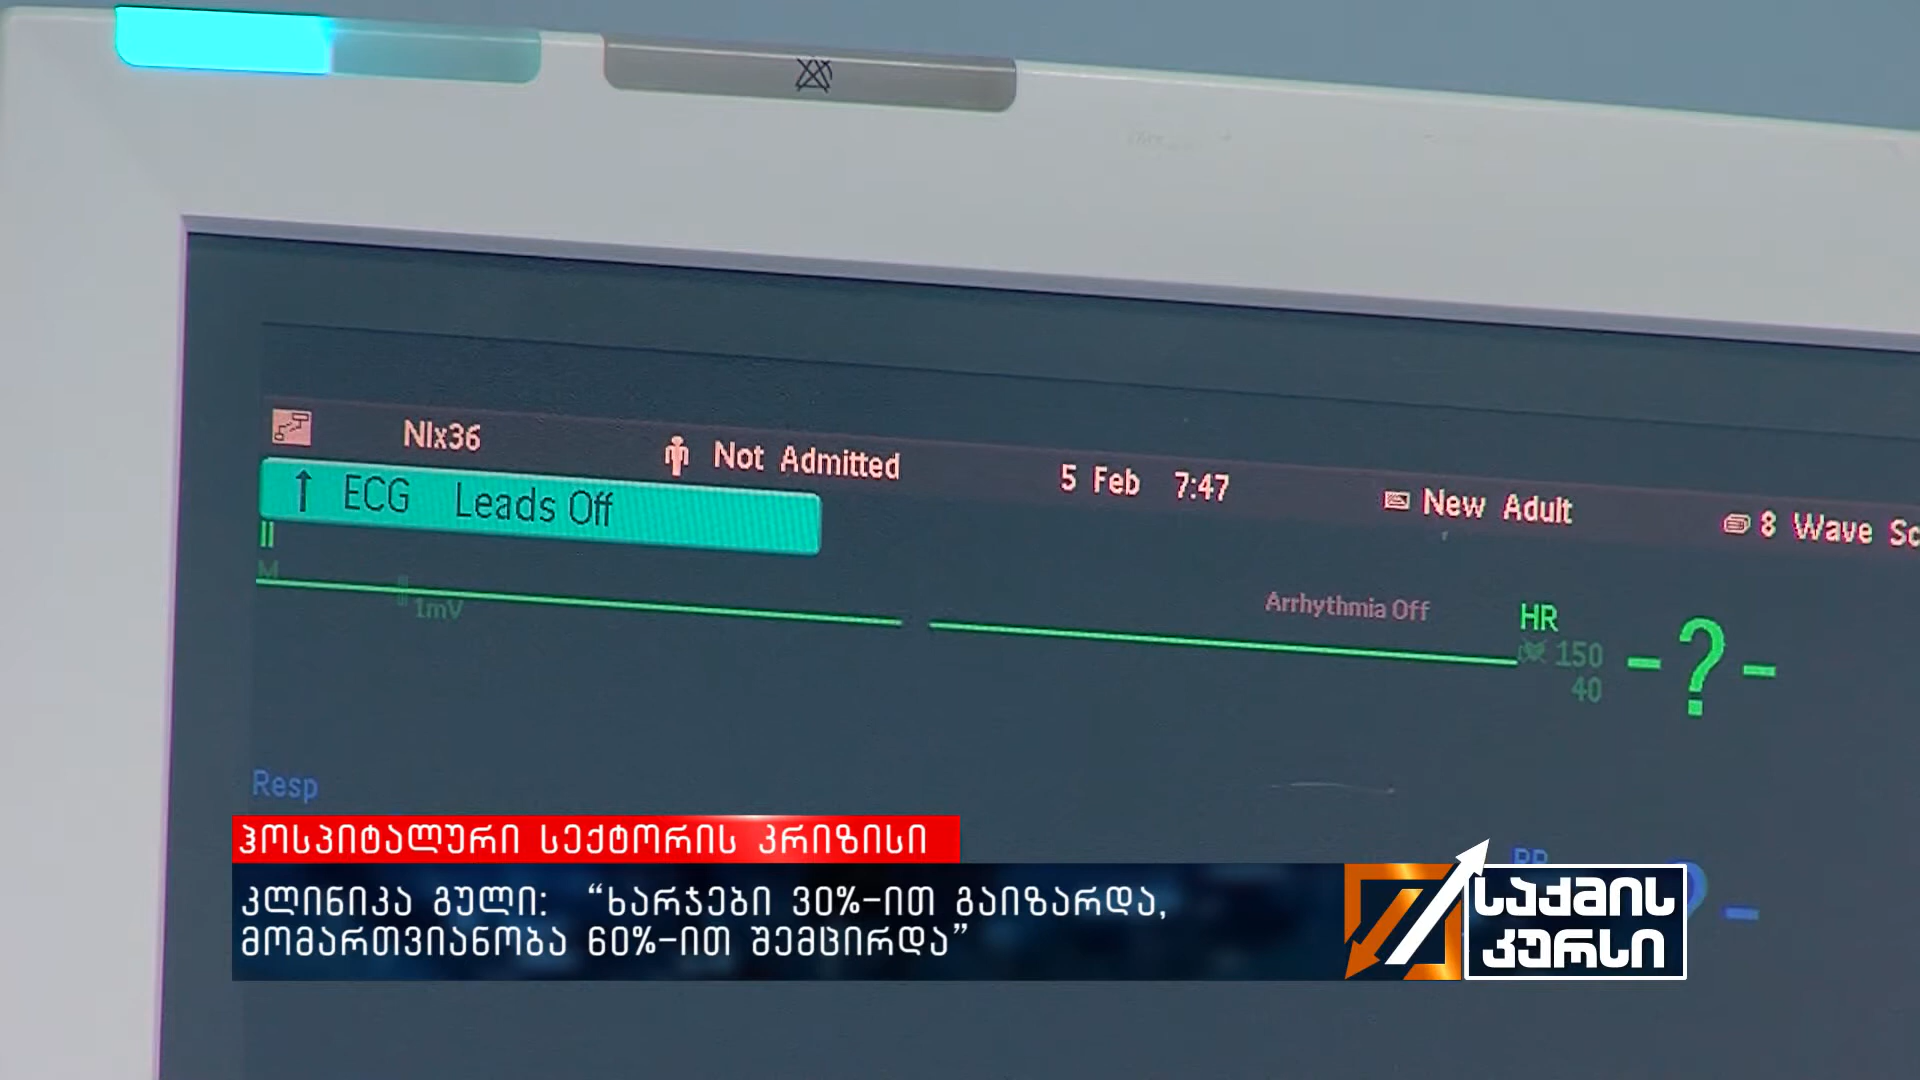 NIx36 Not Admitted 5 Feb 7:47 New Adult 8 Wave Sc
ECG Leads Off
II
M
1mV
Arrhythmia Off
HR
150
40
-?-
Resp
RR
ჰოსპიტალური სექტორის კრიზისი
კლინიკა გული: “ხარჯები 30%-ით გაიზარდა,
მომართვიანობა 60%-ით შემცირდა”
საქმის
კურსი